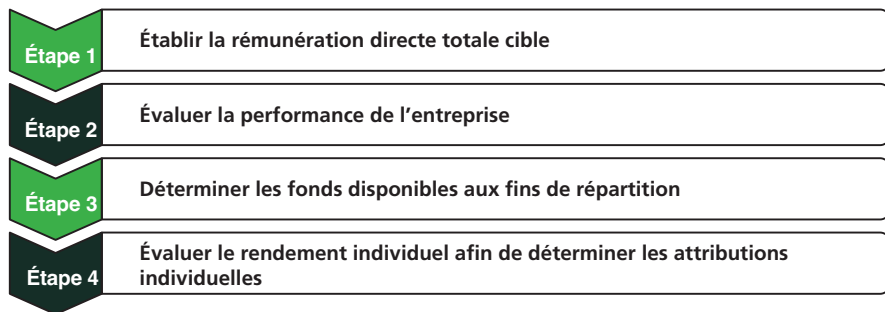 Étape 1
Établir la rémunération directe totale cible
Étape 2
Évaluer la performance de l'entreprise
Étape 3
Déterminer les fonds disponibles aux fins de répartition
Étape 4
Évaluer le rendement individuel afin de déterminer les attributions
individuelles